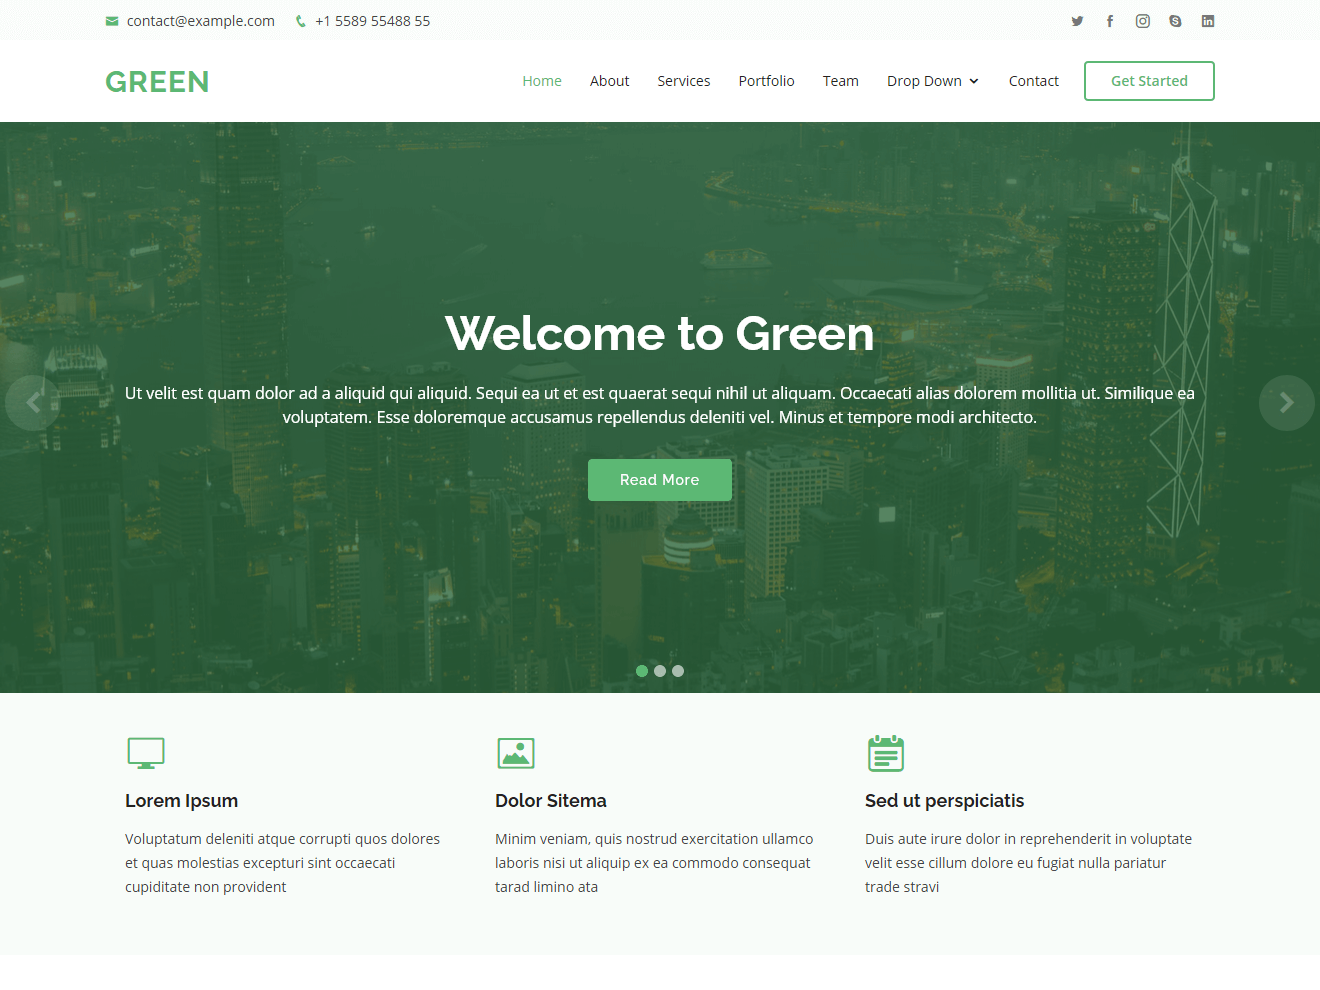 contact@example.com +1 5589 55488 55
GREEN
Home About Services Portfolio Team Drop Down Contact Get Started
Welcome to Green
Ut velit est quam dolor ad a aliquid qui aliquid. Sequi ea ut et est quaerat sequi nihil ut aliquam. Occaecati alias dolorem mollitia ut. Similique ea
voluptatem. Esse doloremque accusamus repellendus deleniti vel. Minus et tempore modi architecto.
Read More
Lorem Ipsum
Voluptatum deleniti atque corrupti quos dolores
et quas molestias excepturi sint occaecati
cupiditate non provident
Dolor Sitema
Minim veniam, quis nostrud exercitation ullamco
laboris nisi ut aliquip ex ea commodo consequat
tarad limino ata
Sed ut perspiciatis
Duis aute irure dolor in reprehenderit in voluptate
velit esse cillum dolore eu fugiat nulla pariatur
trade stravi